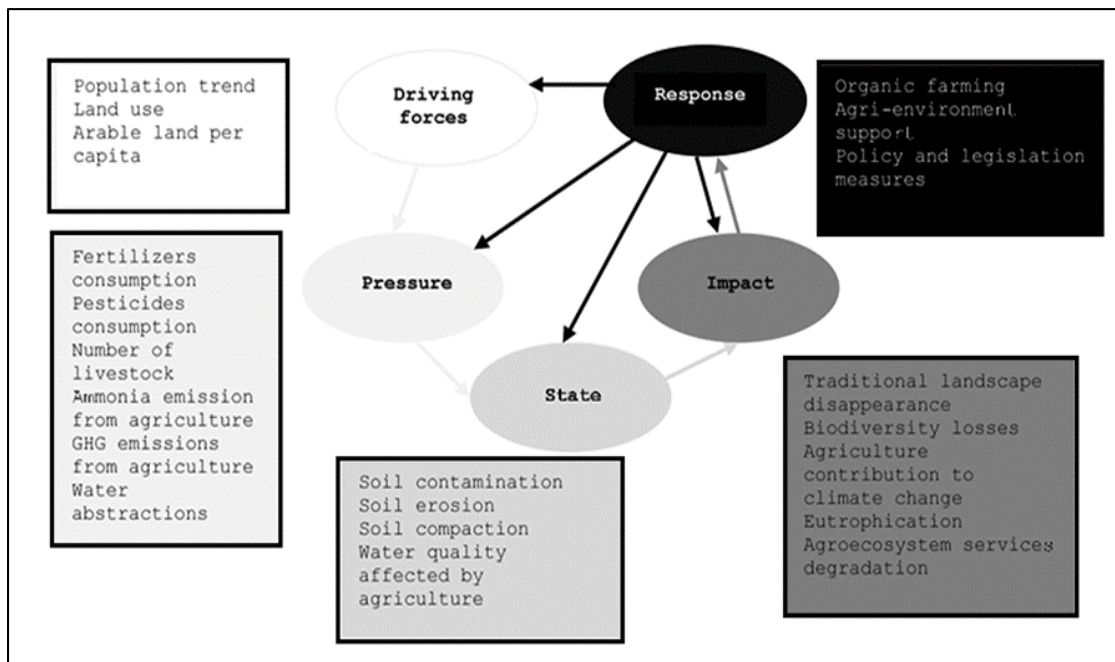 Population trend
Land use
Arable land per
capita
Driving
forces
Response
Organic farming
Agri-environment
support
Policy and legislation
measures
Fertilizers
consumption
Pesticides
consumption
Number of
livestock
Ammonia emission
from agriculture
GHG emissions
from agriculture
Water
abstractions
Pressure
Impact
State
Soil contamination
Soil erosion
Soil compaction
Water quality
affected by
agriculture
Traditional landscape
disappearance
Biodiversity losses
Agriculture
contribution to
climate change
Eutrophication
Agroecosystem services
degradation